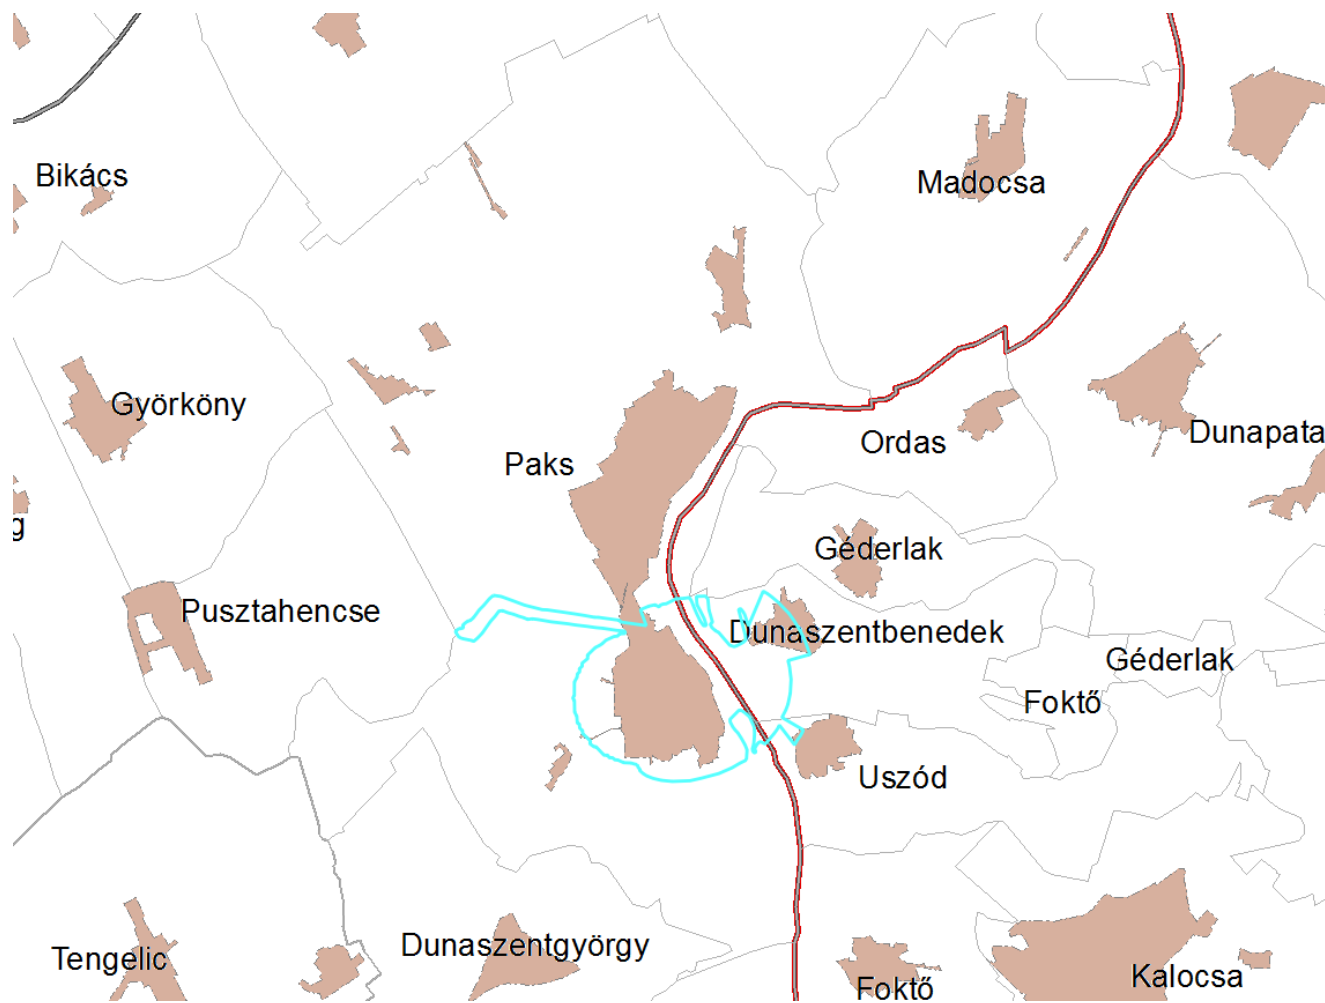 Bikács
Madocsa
Györköny
Ordas
Dunapata
Paks
g
Géderlak
Pusztahencse
Dunaszentbenedek
Géderlak
Foktő
Uszód
Dunaszentgyörgy
Tengelic
Foktő
Kalocsa